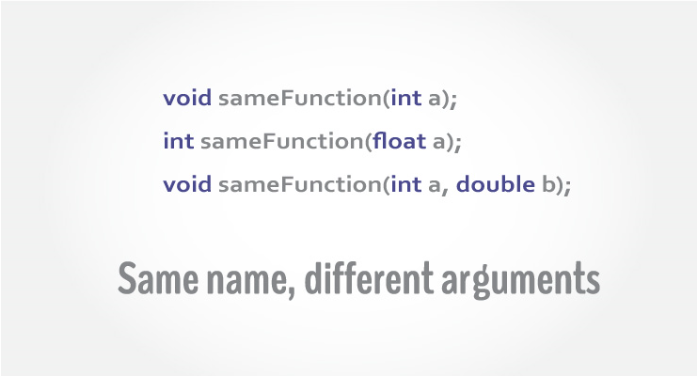 void sameFunction(int a);
int sameFunction(float a);
void sameFunction(int a, double b);
Same name, different arguments